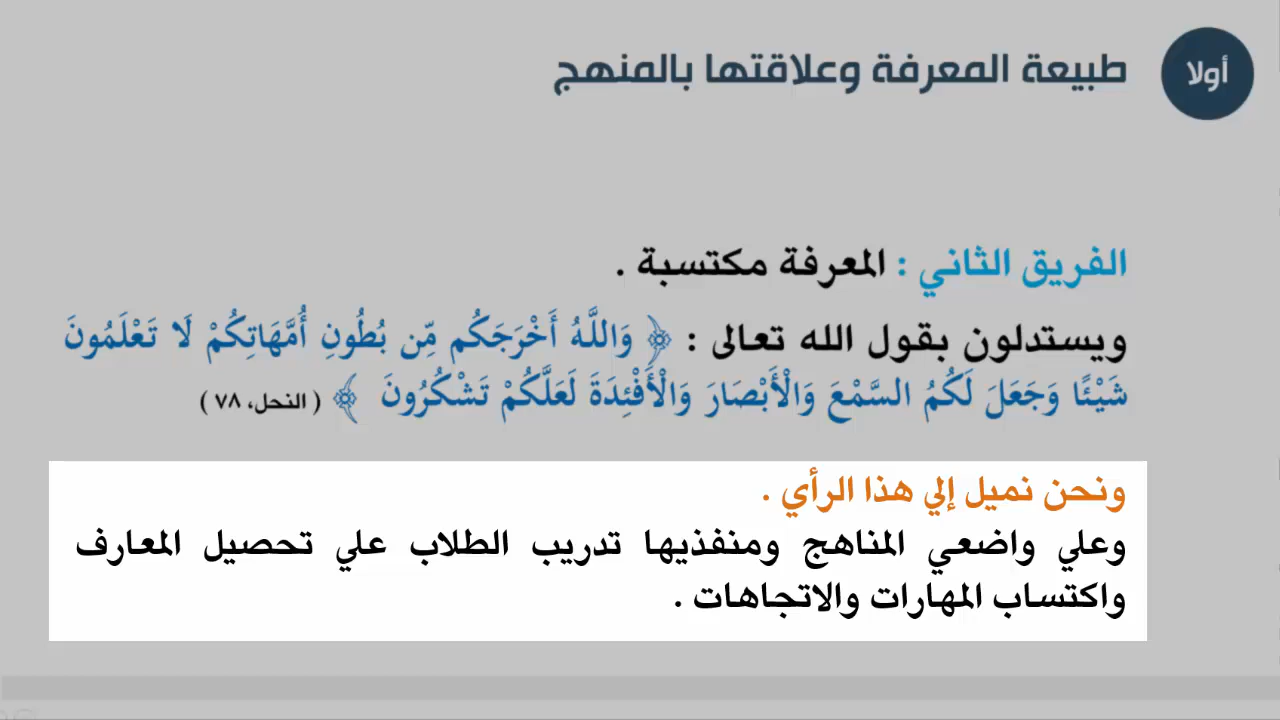 أولا
طبيعة المعرفة وعلاقتها بالمنهج
الفريق الثاني : المعرفة مكتسبة .
ويستدلون بقول الله تعالى : ﴿ وَاللَّهُ أَخْرَجَكُم مِّن بُطُونِ أُمَّهَاتِكُمْ لَا تَعْلَمُونَ
شَيْئًا وَجَعَلَ لَكُمُ السَّمْعَ وَالْأَبْصَارَ وَالْأَفْئِدَةَ لَعَلَّكُمْ تَشْكُرُونَ ﴾ ( النحل، ٧٨ )
ونحن نميل إلي هذا الرأي .
وعلي واضعي المناهج ومنفذيها تدريب الطلاب علي تحصيل المعارف
واكتساب المهارات والاتجاهات .